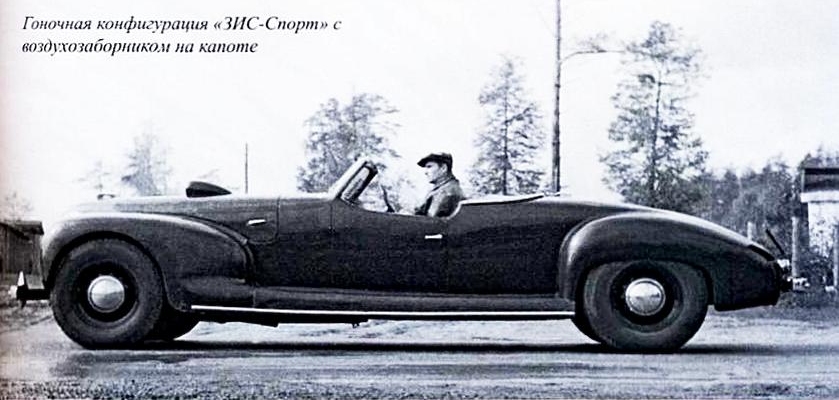 Гоночная конфигурация «ЗИС-Спорт» с
воздухозаборником на капоте